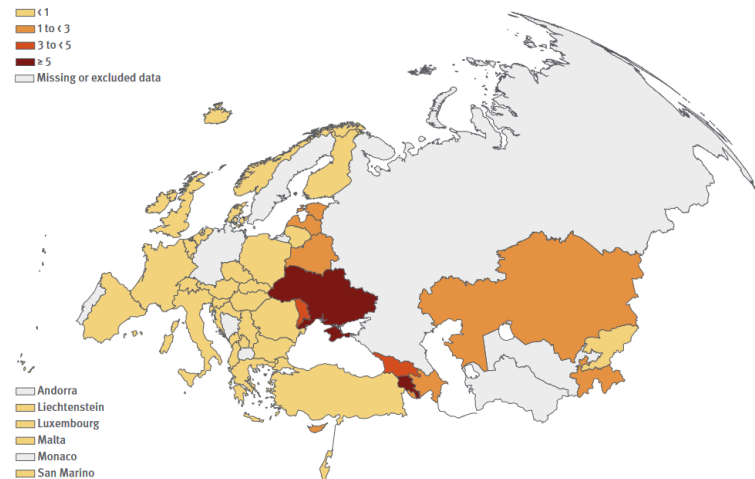 < 1
1 to < 3
3 to < 5
≥ 5
Missing or excluded data
Andorra
Liechtenstein
Luxembourg
Malta
Monaco
San Marino